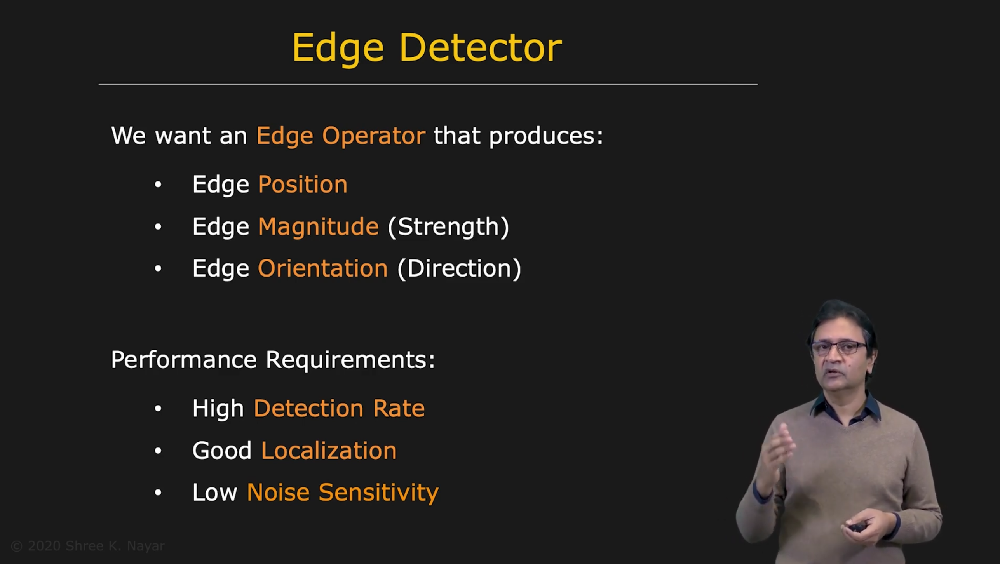 Edge Detector
We want an Edge Operator that produces:
• Edge Position
• Edge Magnitude (Strength)
• Edge Orientation (Direction)
Performance Requirements:
• High Detection Rate
• Good Localization
• Low Noise Sensitivity
© 2020 Shree K. Nayar